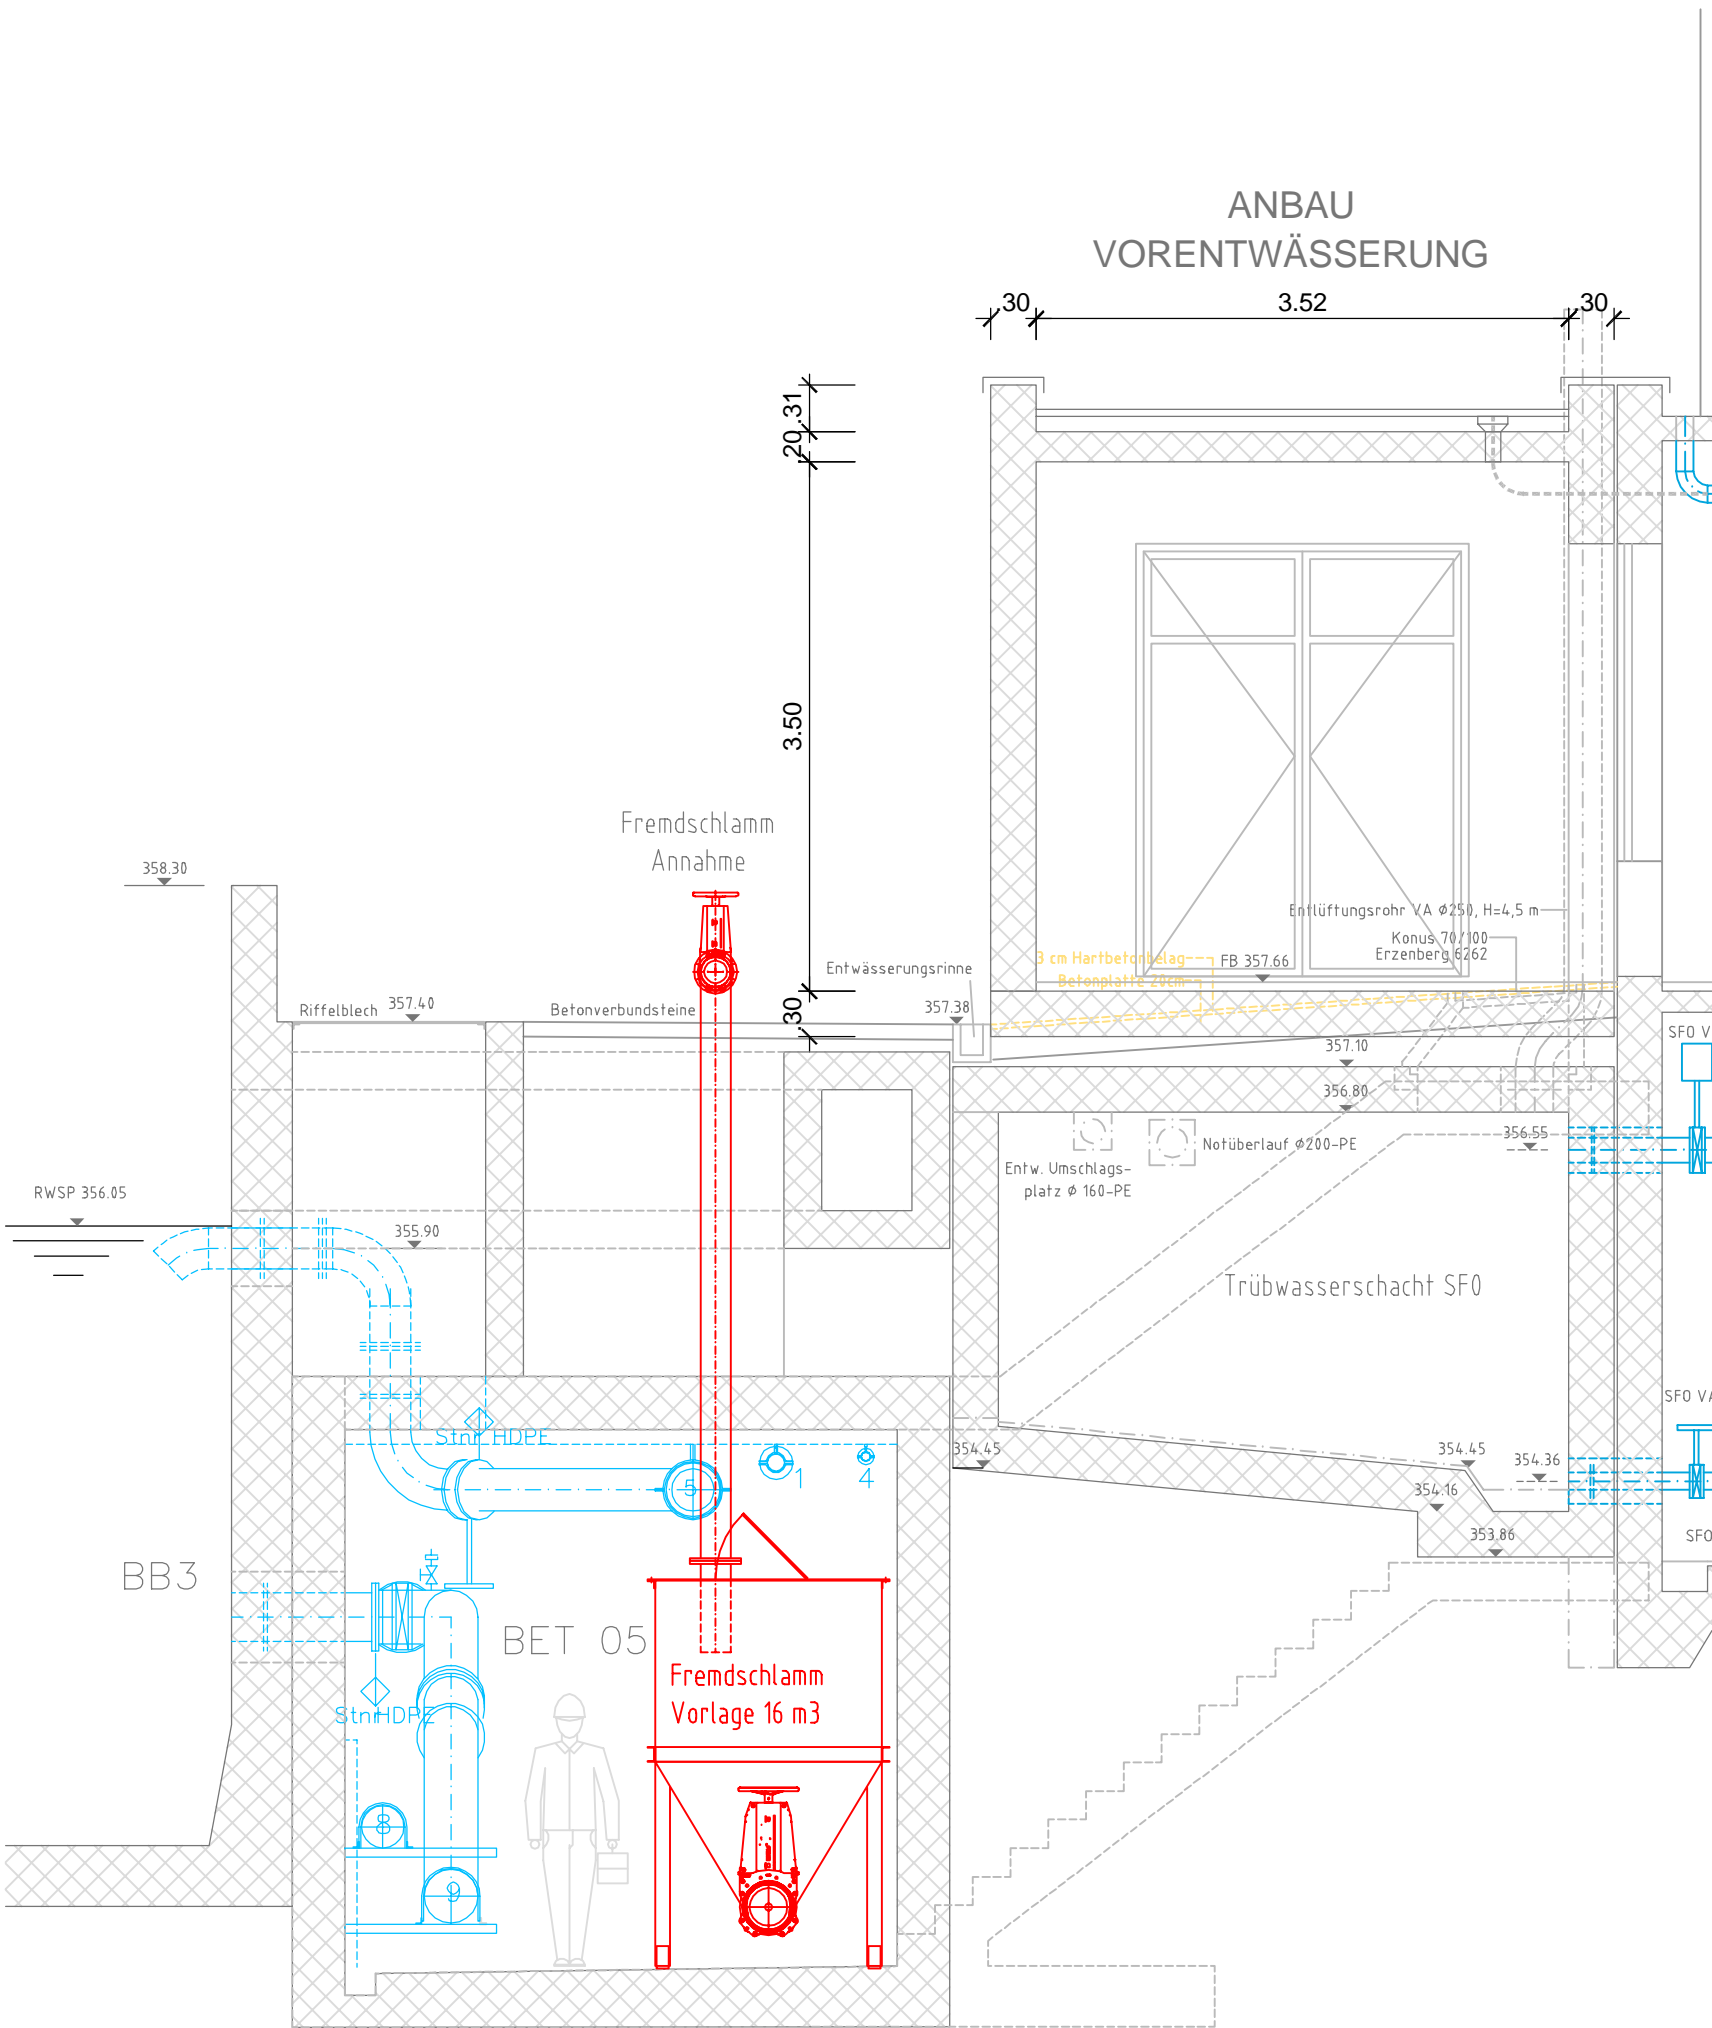 ANBAU
VORENTWÄSSERUNG
.30
3.52
.30
.31
.20
3.50
.30
Fremdschlamm
Annahme
358.30
Entlüftungsrohr VA Ø250, H=4,5 m
Konus 70/100
Erzenberg 6262
Entwässerungsrinne
3 cm Hartbetonbelag
FB 357.66
Betonplatte 20cm
Riffelblech
357.40
Betonverbundsteine
357.38
357.10
356.80
SFO V
356.55
Notüberlauf Ø200-PE
Entw. Umschlags-
platz Ø 160-PE
RWSP 356.05
355.90
Trübwasserschacht SFO
SFO VA
Stnr HDPE
354.45
354.45
354.36
354.16
353.86
SFO
1
4
5
BB3
BET 05
Fremdschlamm
Vorlage 16 m3
StnrHDPE
8
9